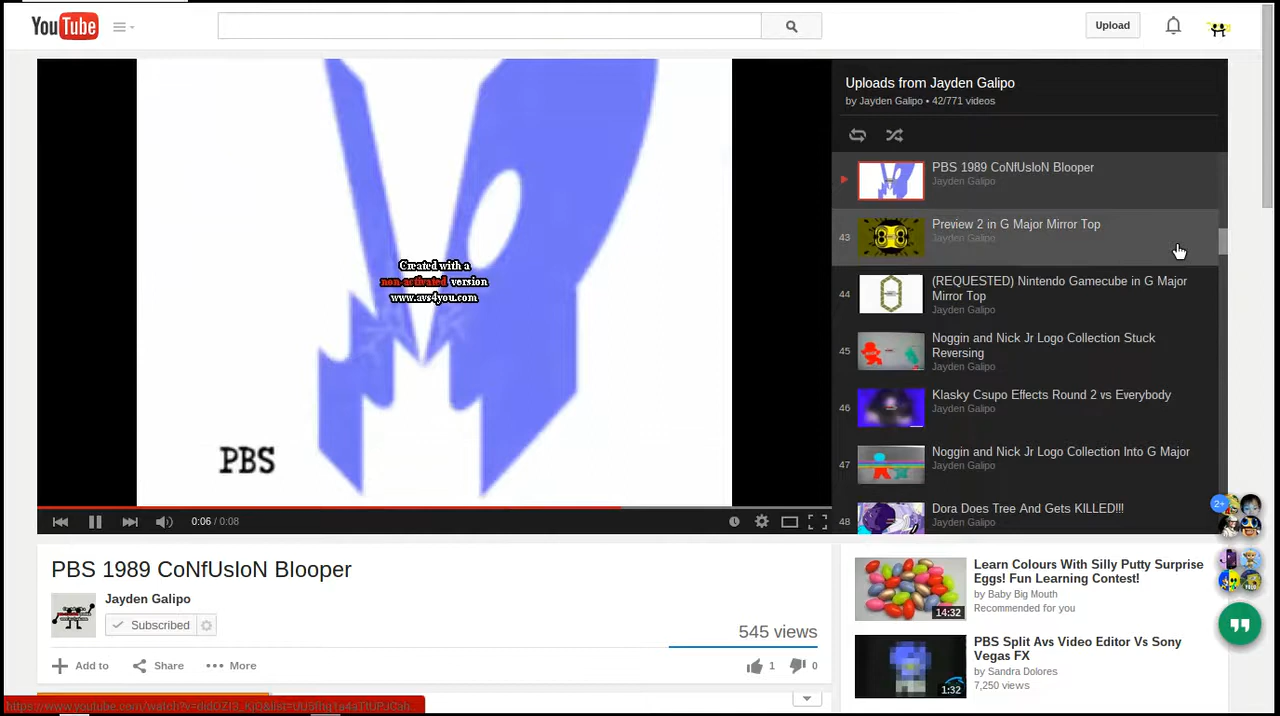 YouTube
Upload
Created with a
non-activated version
www.avs4you.com
PBS
0:06 / 0:08
Uploads from Jayden Galipo
by Jayden Galipo • 42/771 videos
PBS 1989 CoNfUsIoN Blooper
Jayden Galipo
43
Preview 2 in G Major Mirror Top
Jayden Galipo
44
(REQUESTED) Nintendo Gamecube in G Major
Mirror Top
Jayden Galipo
45
Noggin and Nick Jr Logo Collection Stuck
Reversing
Jayden Galipo
46
Klasky Csupo Effects Round 2 vs Everybody
Jayden Galipo
47
Noggin and Nick Jr Logo Collection Into G Major
Jayden Galipo
48
Dora Does Tree And Gets KILLED!!!
Jayden Galipo
2+
PBS 1989 CoNfUsIoN Blooper
Jayden Galipo
Subscribed
545 views
Add to
Share
More
1
0
Learn Colours With Silly Putty Surprise
Eggs! Fun Learning Contest!
by Baby Big Mouth
Recommended for you
14:32
PBS Split Avs Video Editor Vs Sony
Vegas FX
by Sandra Dolores
7,250 views
1:32